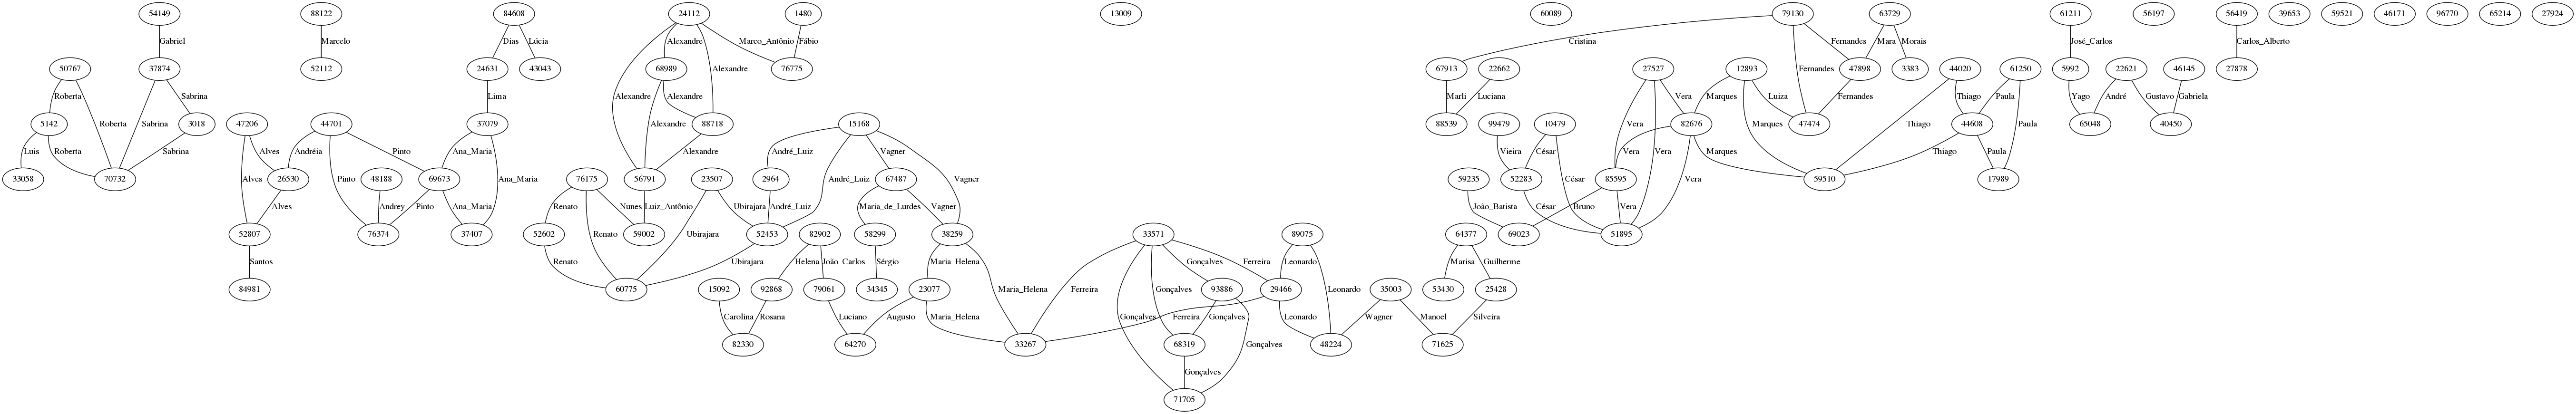 54149 88122 84608 24112 1480 13009 60089 79130 63729 61211 56197 56419 39653 59521 46171 96770 65214 27924
Gabriel Marcelo Dias Lúcia Alexandre Marco_Antônio Fábio Cristina Fernandes Mara Morais José_Carlos Carlos_Alberto
50767 37874 52112 24631 43043 68989 76775 67913 22662 27527 12893 47898 3383 44020 61250 5992 22621 46145 27878
Roberta Roberta Sabrina Sabrina Lima Alexandre Alexandre Alexandre Marli Luciana Vera Marques Luiza Fernandes Fernandes Thiago Paula Yago André Gustavo Gabriela
5142 3018 47206 44701 37079 88718 15168 88539 99479 10479 82676 47474 44608 65048 40450
Luis Roberta Sabrina Alves Alves Andréia Pinto Pinto Ana_Maria Ana_Maria Alexandre Alexandre André_Luiz André_Luiz Vagner Vagner Vieira César César Vera Vera Vera Vera Marques Marques Thiago Thiago Paula Paula
33058 70732 26530 48188 69673 76175 56791 23507 2964 67487 59235 52283 85595 59510 17989
Alves Andrey Pinto Ana_Maria Renato Renato Nunes Luiz_Antônio Ubirajara Ubirajara André_Luiz Maria_de_Lurdes Vagner João_Batista César Bruno Vera
52807 76374 37407 52602 59002 52453 82902 58299 38259 33571 89075 64377 69023 51895
Santos Renato Ubirajara Helena João_Carlos Sérgio Maria_Helena Maria_Helena Ferreira Gonçalves Gonçalves Gonçalves Ferreira Leonardo Leonardo Marisa Guilherme
84981 60775 15092 92868 79061 34345 23077 93886 29466 35003 53430 25428
Carolina Rosana Luciano Augusto Maria_Helena Gonçalves Ferreira Gonçalves Leonardo Wagner Manoel Silveira
82330 64270 33267 68319 48224 71625
Gonçalves
71705